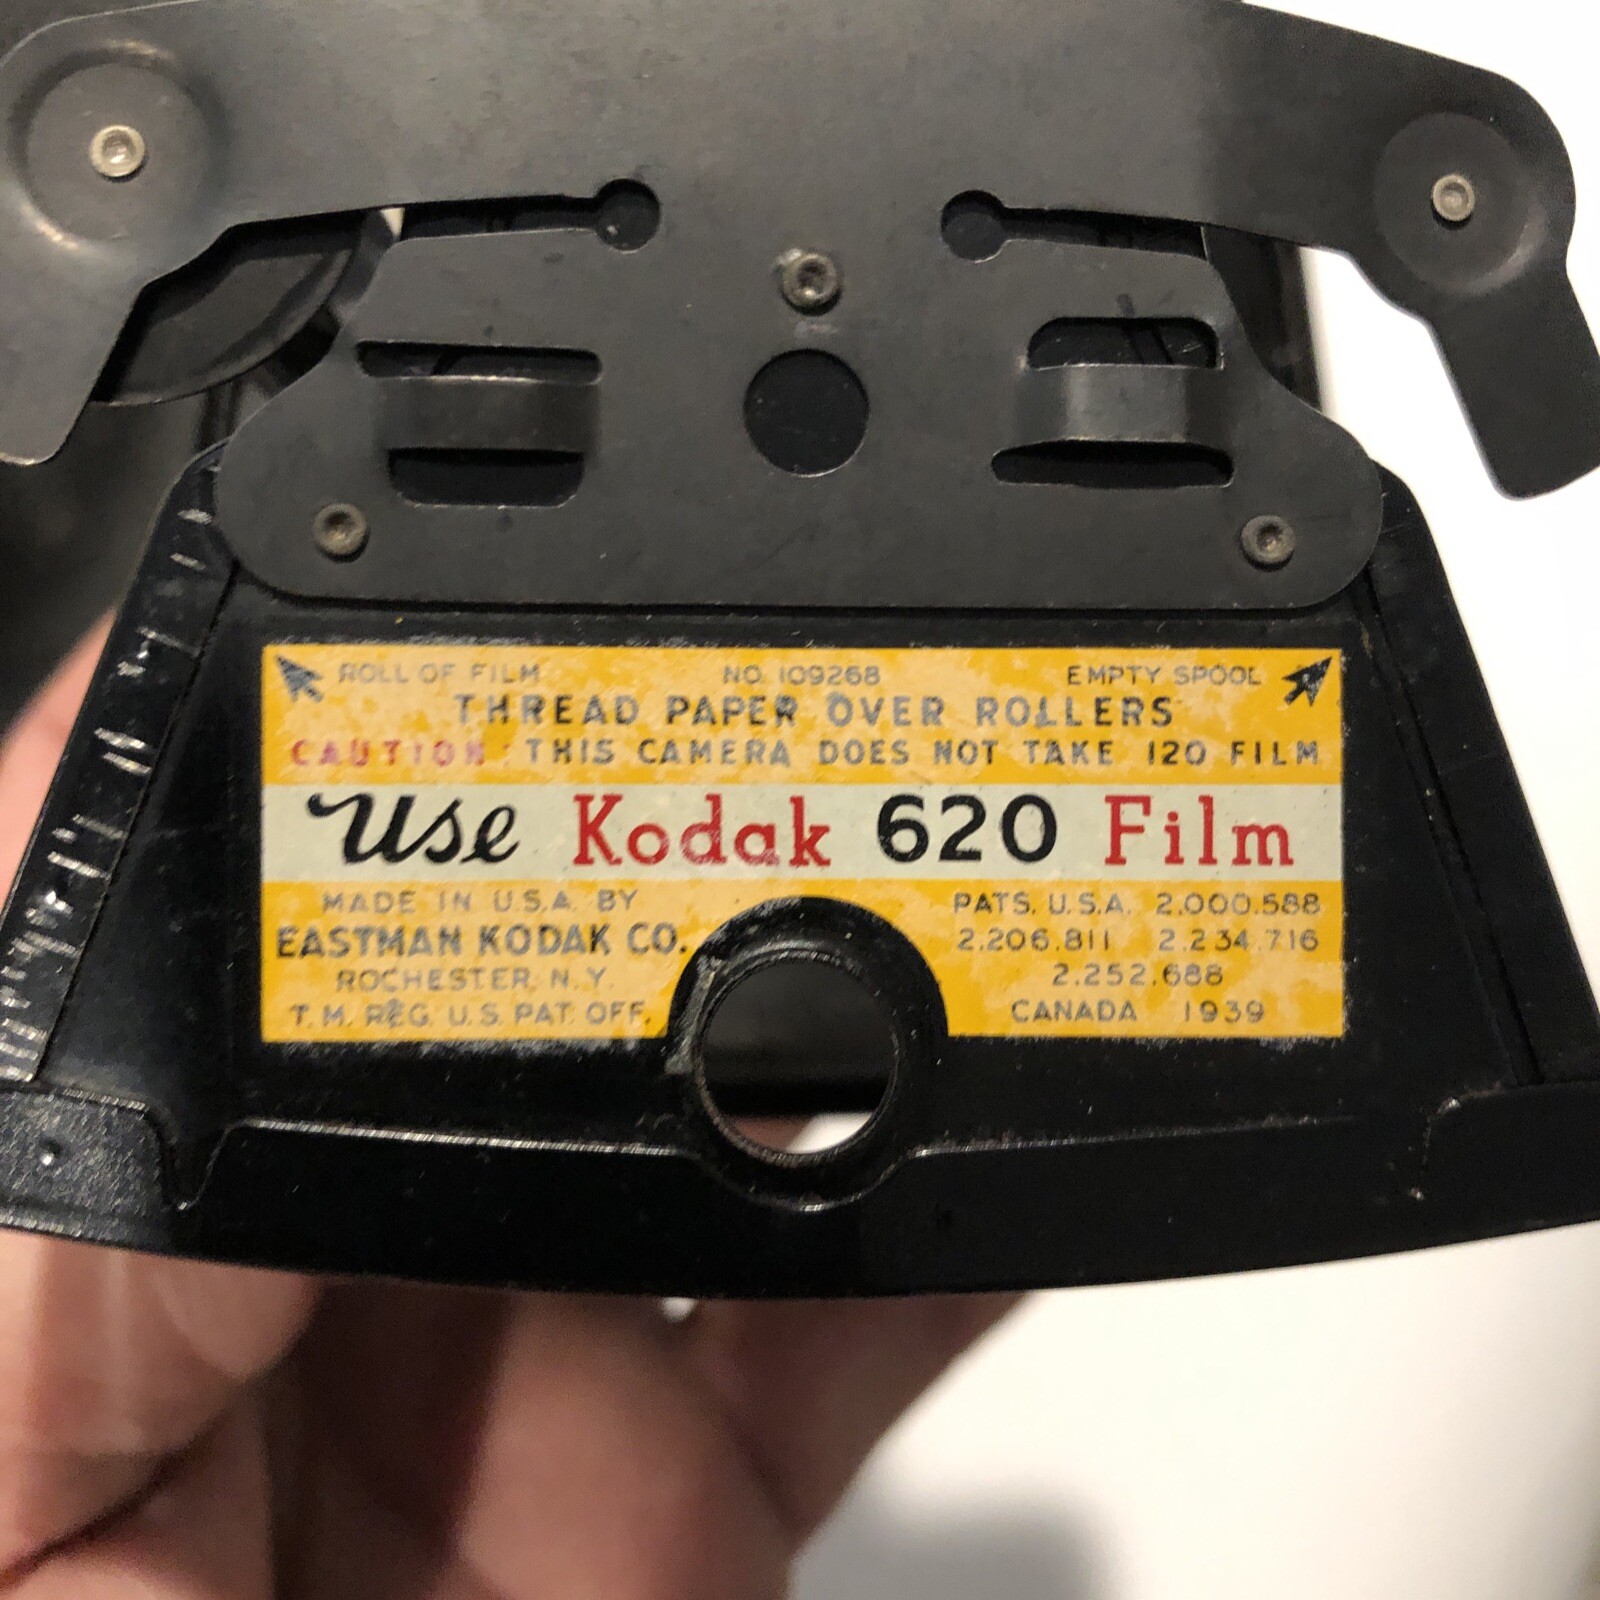 ROLL OF FILM NO. 109268 EMPTY SPOOL
THREAD PAPER OVER ROLLERS
CAUTION: THIS CAMERA DOES NOT TAKE 120 FILM
Use Kodak 620 Film
MADE IN U.S.A. BY
EASTMAN KODAK CO.
ROCHESTER, N.Y.
T.M. REG. U.S. PAT. OFF.
PATS. U.S.A. 2.000.588
2.206.811 2.234.716
2.252.688
CANADA 1939